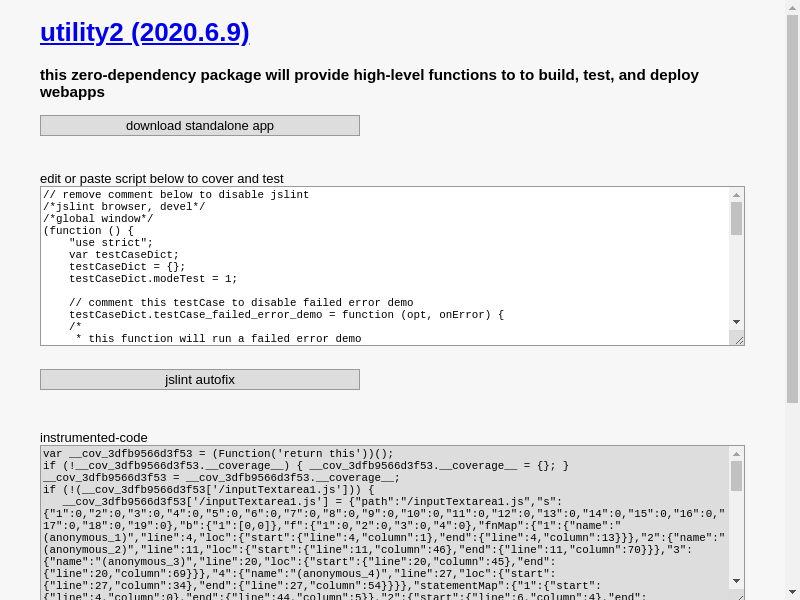 utility2 (2020.6.9)
this zero-dependency package will provide high-level functions to to build, test, and deploy
webapps
download standalone app
edit or paste script below to cover and test
// remove comment below to disable jslint
/*jslint browser, devel*/
/*global window*/
(function () {
    "use strict";
    var testCaseDict;
    testCaseDict = {};
    testCaseDict.modeTest = 1;
    // comment this testCase to disable failed error demo
    testCaseDict.testCase_failed_error_demo = function (opt, onError) {
    /*
     * this function will run a failed error demo
jslint autofix
instrumented-code
var __cov_3dfb9566d3f53 = (Function('return this'))();
if (!__cov_3dfb9566d3f53.__coverage__) { __cov_3dfb9566d3f53.__coverage__ = {}; }
__cov_3dfb9566d3f53 = __cov_3dfb9566d3f53.__coverage__;
if (!(__cov_3dfb9566d3f53['/inputTextarea1.js'])) {
   __cov_3dfb9566d3f53['/inputTextarea1.js'] = {"path":"/inputTextarea1.js","s":
{"1":0,"2":0,"3":0,"4":0,"5":0,"6":0,"7":0,"8":0,"9":0,"10":0,"11":0,"12":0,"13":0,"14":0,"15":0,"16":0,"
17":0,"18":0,"19":0},"b":{"1":[0,0]},"f":{"1":0,"2":0,"3":0,"4":0},"fnMap":{"1":{"name":"
(anonymous_1)","line":4,"loc":{"start":{"line":4,"column":1},"end":{"line":4,"column":13}}},"2":{"name":"
(anonymous_2)","line":11,"loc":{"start":{"line":11,"column":46},"end":{"line":11,"column":70}}},"3":
{"name":"(anonymous_3)","line":20,"loc":{"start":{"line":20,"column":45},"end":
{"line":20,"column":69}}},"4":{"name":"(anonymous_4)","line":27,"loc":{"start":
{"line":27,"column":34},"end":{"line":27,"column":54}}}},"statementMap":{"1":{"start":
{"line":4,"column":0},"end":{"line":44,"column":5}},"2":{"start":{"line":6,"column":4},"end":